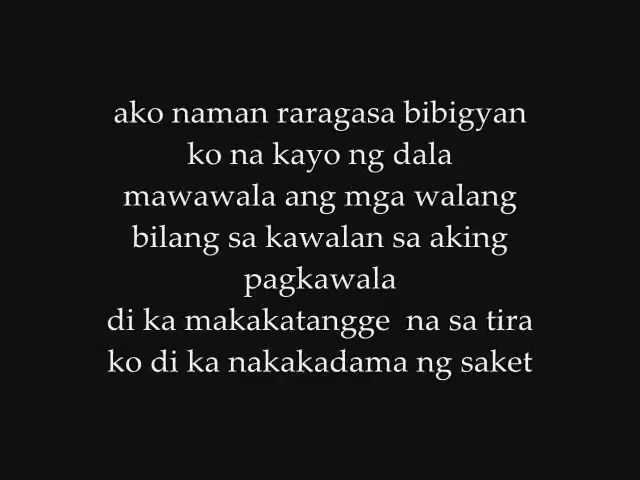 ako naman raragasa bibigyan
ko na kayo ng dala
mawawala ang mga walang
bilang sa kawalan sa aking
pagkawala
di ka makakatangge na sa tira
ko di ka nakakadama ng saket